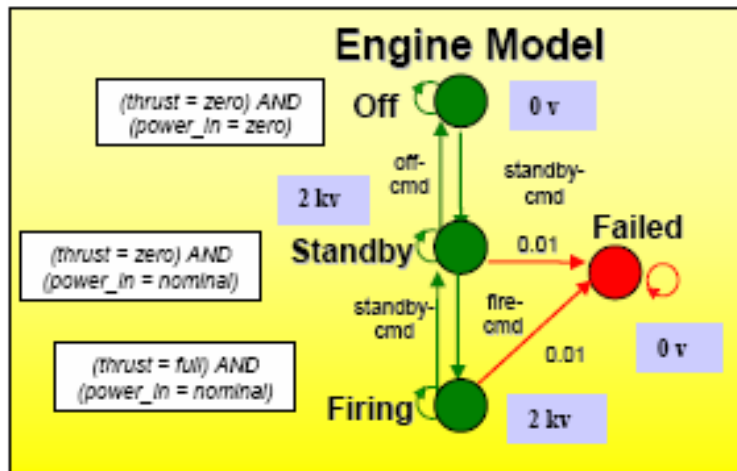 Engine Model
(thrust = zero) AND
(power_in = zero)
Off
0 v
off-
cmd
standby-
cmd
2 kv
(thrust = zero) AND
(power_in = nominal)
Standby
0.01
Failed
standby-
cmd
fire-
cmd
0.01
0 v
(thrust = full) AND
(power_in = nominal)
Firing
2 kv